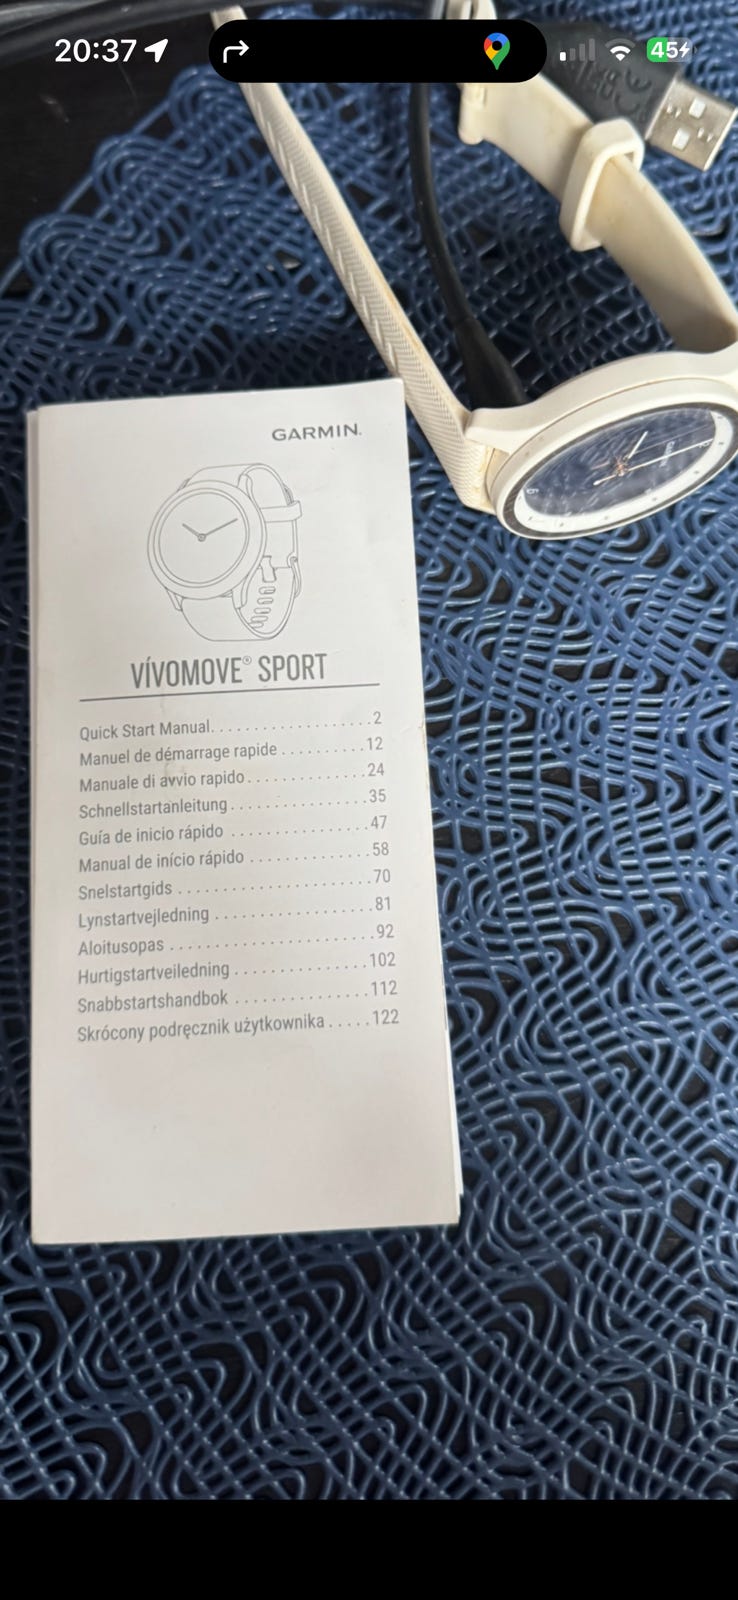 20:37
45
GARMIN.
VÍVOMOVE® SPORT
Quick Start Manual. . . . . . . . . . . . . . . . . . . .2
Manuel de démarrage rapide . . . . . . . . . .12
Manuale di avvio rapido. . . . . . . . . . . . . . .24
Schnellstartanleitung. . . . . . . . . . . . . . . . .35
Guía de inicio rápido . . . . . . . . . . . . . . . . .47
Manual de início rápido . . . . . . . . . . . . . . .58
Snelstartgids . . . . . . . . . . . . . . . . . . . . . . .70
Lynstartvejledning . . . . . . . . . . . . . . . . . . .81
Aloitusopas . . . . . . . . . . . . . . . . . . . . . . . .92
Hurtigstartveiledning . . . . . . . . . . . . . . .102
Snabbstartshandbok . . . . . . . . . . . . . . .112
Skrócony podręcznik użytkownika . . . . .122
GARMIN
6